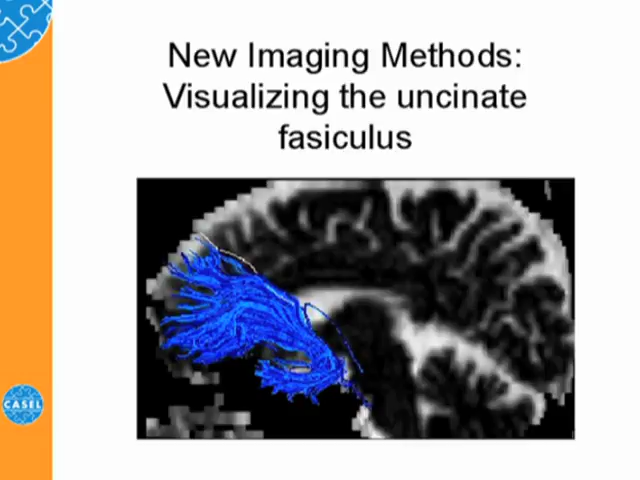 New Imaging Methods:
Visualizing the uncinate
fasiculus
CASEL